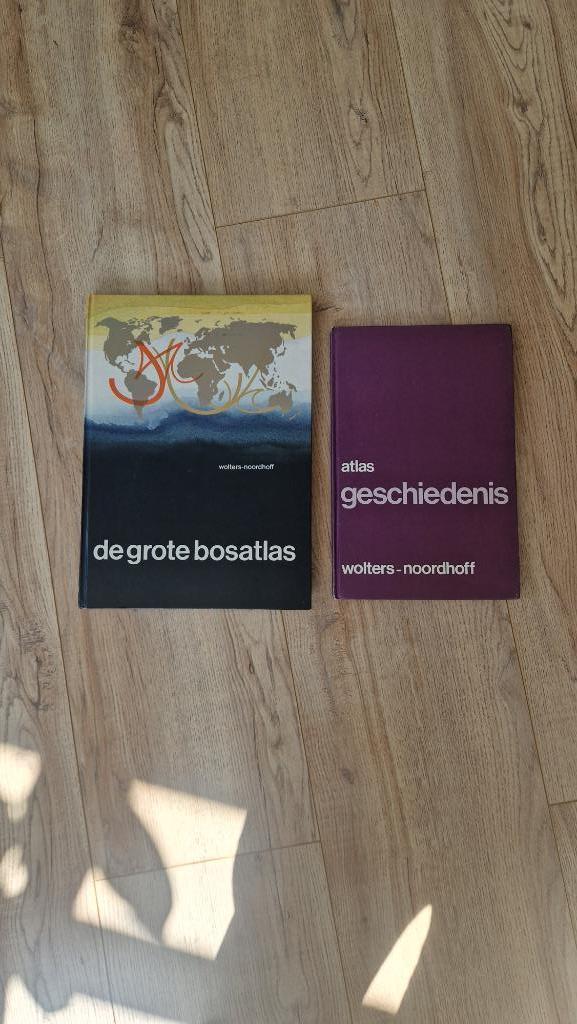 wolters-noordhoff
de grote bosatlas
atlas
geschiedenis
wolters-noordhoff